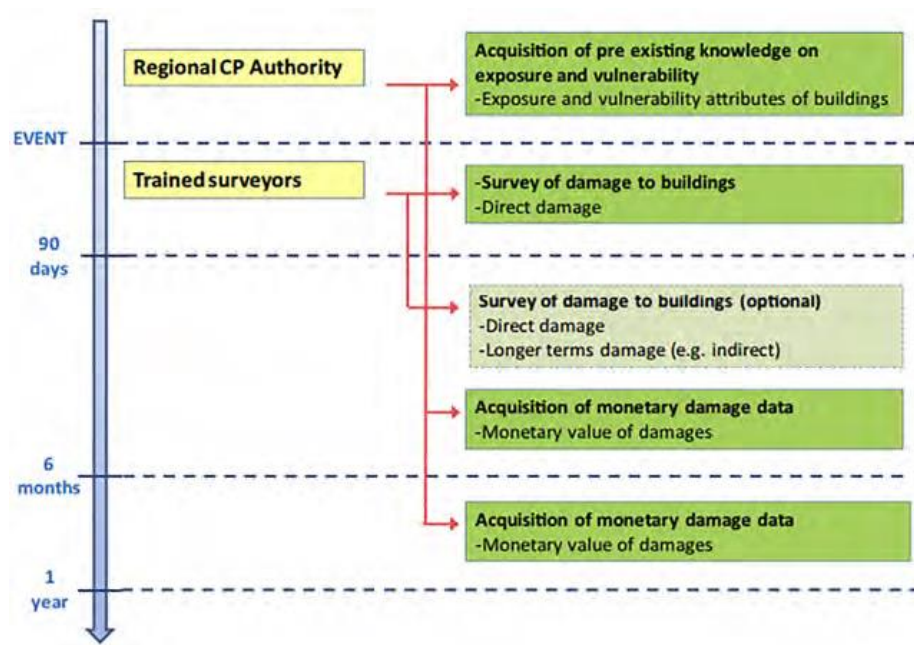 Regional CP Authority
Acquisition of pre existing knowledge on
exposure and vulnerability
-Exposure and vulnerability attributes of buildings
EVENT
Trained surveyors
-Survey of damage to buildings
-Direct damage
90
days
Survey of damage to buildings (optional)
-Direct damage
-Longer terms damage (e.g. indirect)
Acquisition of monetary damage data
-Monetary value of damages
6
months
Acquisition of monetary damage data
-Monetary value of damages
1
year